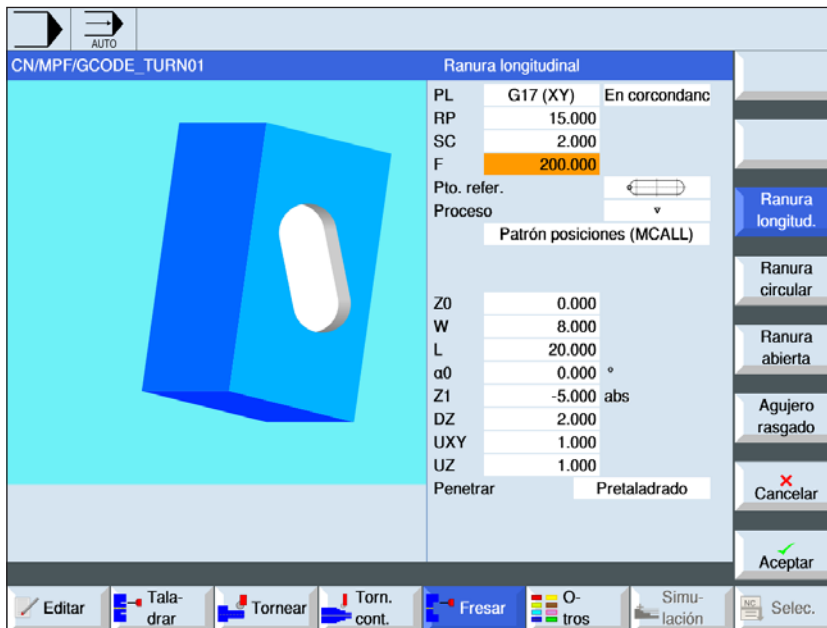 AUTO
CN/MPF/GCODE_TURN01
Ranura longitudinal
PL G17 (XY) En corcondanc
RP 15.000
SC 2.000
F 200.000
Pto. refer.
Proceso
Patrón posiciones (MCALL)
Z0 0.000
W 8.000
L 20.000
α0 0.000 °
Z1 -5.000 abs
DZ 2.000
UXY 1.000
UZ 1.000
Penetrar Pretaladrado
Ranura
longitud.
Ranura
circular
Ranura
abierta
Agujero
rasgado
Cancelar
Aceptar
Editar
Tala-
drar
Tornear
Torn.
cont.
Fresar
O-
tros
Simu-
lación
NC
Selec.